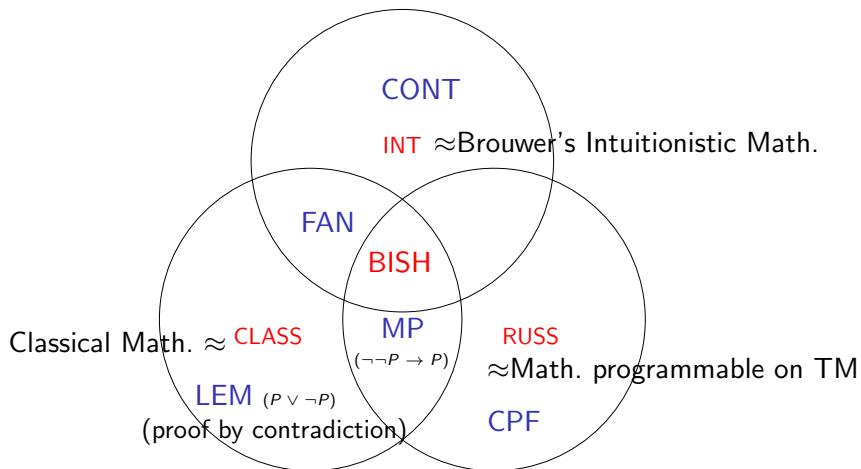 CONT
INT ≈Brouwer's Intuitionistic Math.
FAN
BISH
Classical Math. ≈ CLASS
MP
(¬¬P → P)
RUSS
≈Math. programmable on TM
LEM (P ∨ ¬P)
(proof by contradiction)
CPF